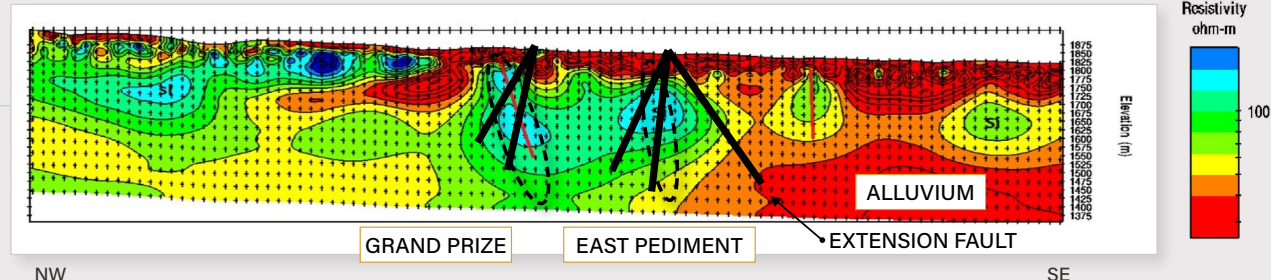 Resistivity
ohm-m
1875
1850
1825
1800
1775
1750
1725
1700
1675
1650
1625
1600
1575
1550
1525
1500
1475
1450
1425
1400
1375
Elevation (m)
100
Si
Si
ALLUVIUM
GRAND PRIZE
EAST PEDIMENT
EXTENSION FAULT
NW
SE